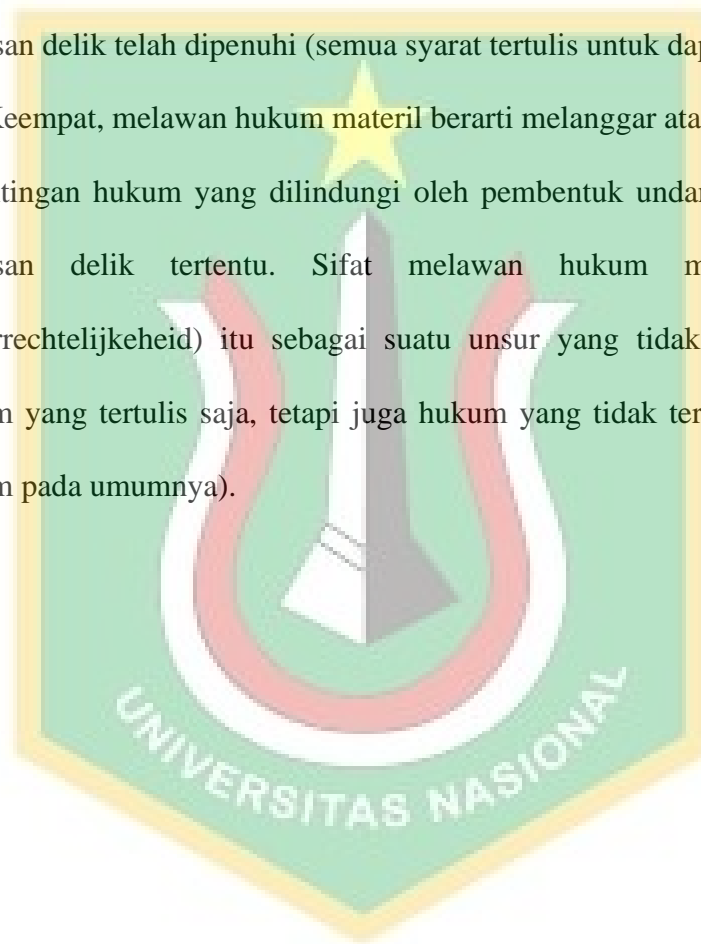 san delik telah dipenuhi (semua syarat tertulis untuk dap
Keempat, melawan hukum materil berarti melanggar ata
tingan hukum yang dilindungi oleh pembentuk undar
san delik tertentu. Sifat melawan hukum m
rrechtelijkeheid) itu sebagai suatu unsur yang tidak
n yang tertulis saja, tetapi juga hukum yang tidak ter
n pada umumnya).
UNIVERSITAS NASIONAL